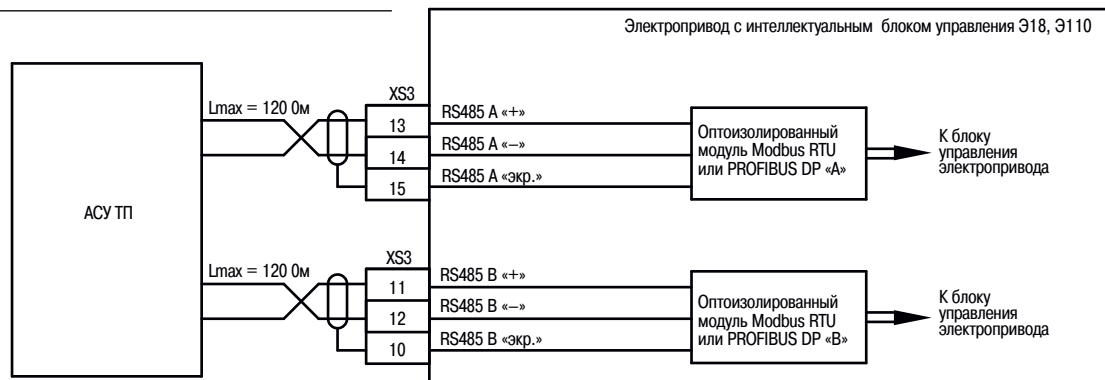 Электропривод с интеллектуальным блоком управления Э18, Э110
АСУ ТП
Lmax = 120 Ом
XS3
13
14
15
RS485 A «+»
RS485 A «–»
RS485 A «экр.»
Оптоизолированный
модуль Modbus RTU
или PROFIBUS DP «А»
К блоку
управления
электропривода
Lmax = 120 Ом
XS3
11
12
10
RS485 B «+»
RS485 B «–»
RS485 B «экр.»
Оптоизолированный
модуль Modbus RTU
или PROFIBUS DP «В»
К блоку
управления
электропривода